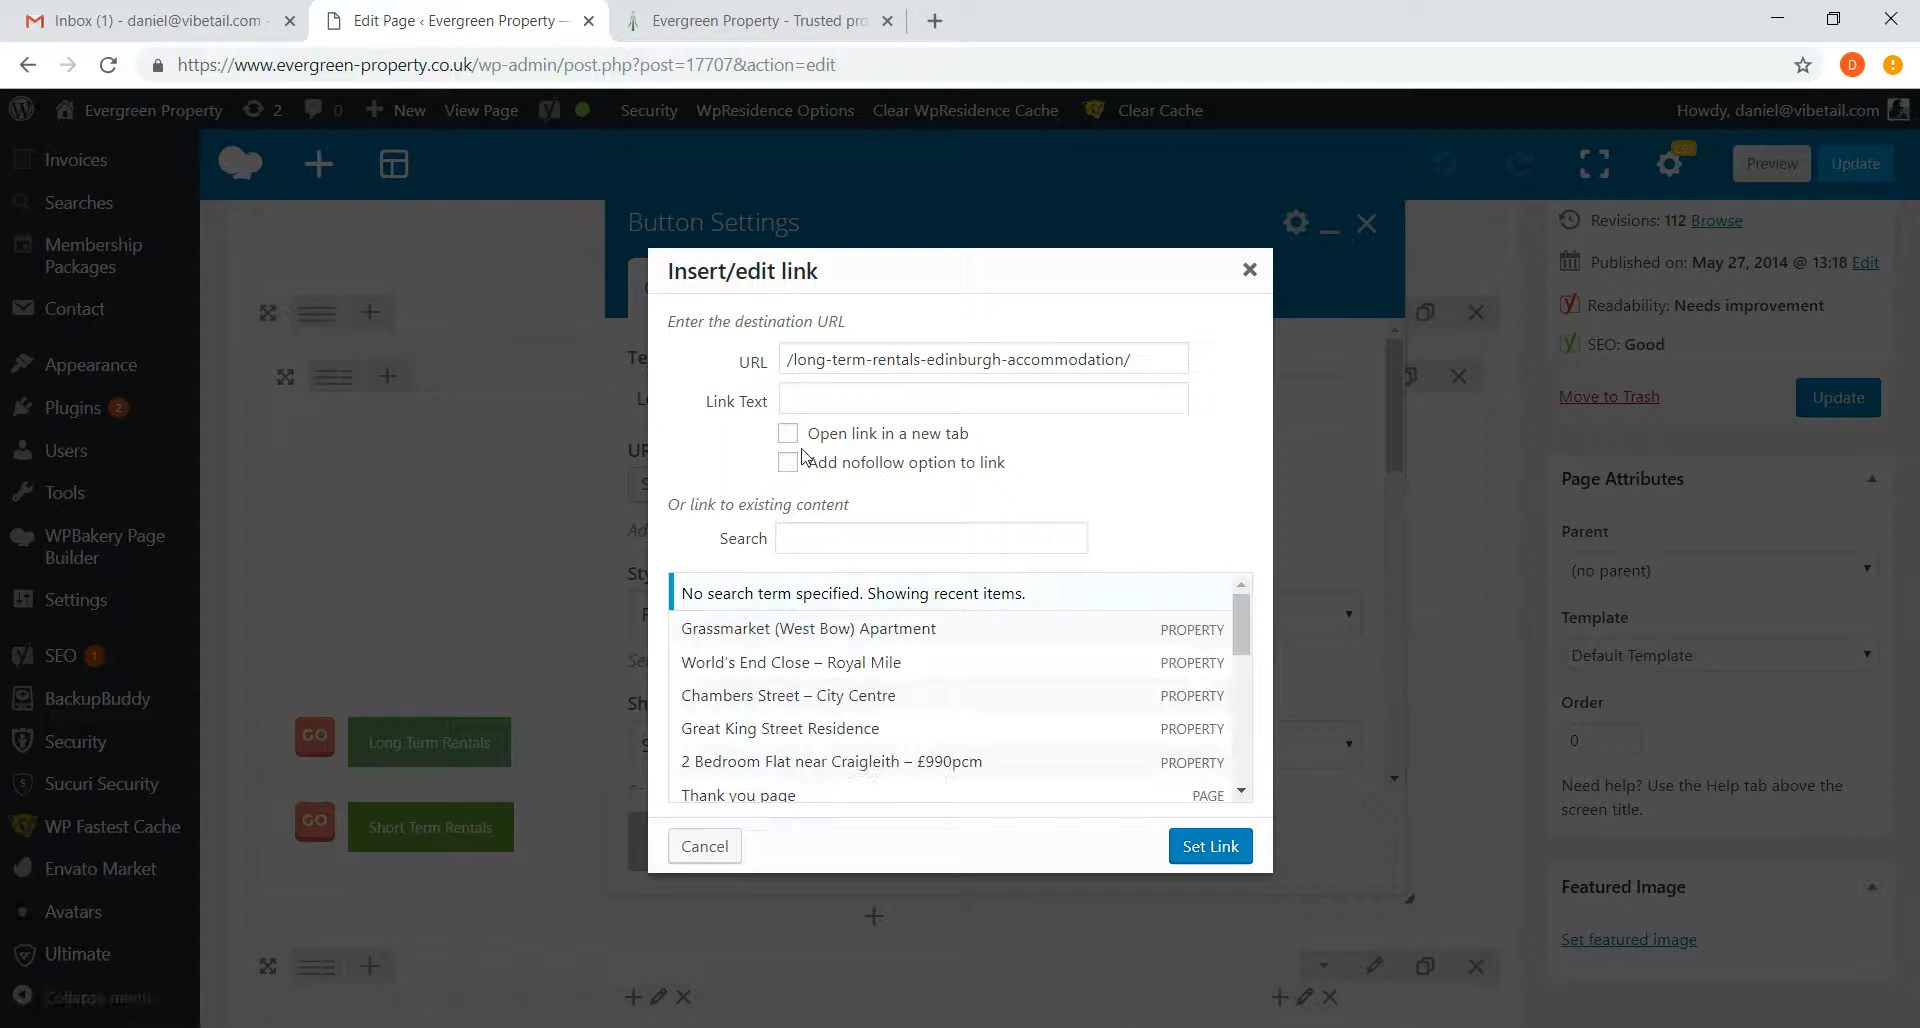 Inbox (1) - daniel@vibetail.com -
Edit Page ‹ Evergreen Property —
Evergreen Property - Trusted pro
https://www.evergreen-property.co.uk/wp-admin/post.php?post=17707&action=edit
D
Evergreen Property
2
0
New
View Page
Security
WpResidence Options
Clear WpResidence Cache
Clear Cache
Howdy, daniel@vibetail.com
Invoices
Searches
Membership
Packages
Contact
Appearance
Plugins 2
Users
Tools
WPBakery Page
Builder
Settings
SEO 1
BackupBuddy
Security
Sucuri Security
WP Fastest Cache
Envato Market
Avatars
Ultimate
Collapse menu
CSS
Preview
Update
Button Settings
GO
Long Term Rentals
GO
Short Term Rentals
Insert/edit link
Enter the destination URL
URL
/long-term-rentals-edinburgh-accommodation/
Link Text
Open link in a new tab
Add nofollow option to link
Or link to existing content
Search
No search term specified. Showing recent items.
Grassmarket (West Bow) Apartment PROPERTY
World's End Close – Royal Mile PROPERTY
Chambers Street – City Centre PROPERTY
Great King Street Residence PROPERTY
2 Bedroom Flat near Craigleith – £990pcm PROPERTY
Thank you page PAGE
Cancel
Set Link
Revisions: 112 Browse
Published on: May 27, 2014 @ 13:18 Edit
Readability: Needs improvement
SEO: Good
Move to Trash
Update
Page Attributes
Parent
(no parent)
Template
Default Template
Order
0
Need help? Use the Help tab above the
screen title.
Featured Image
Set featured image